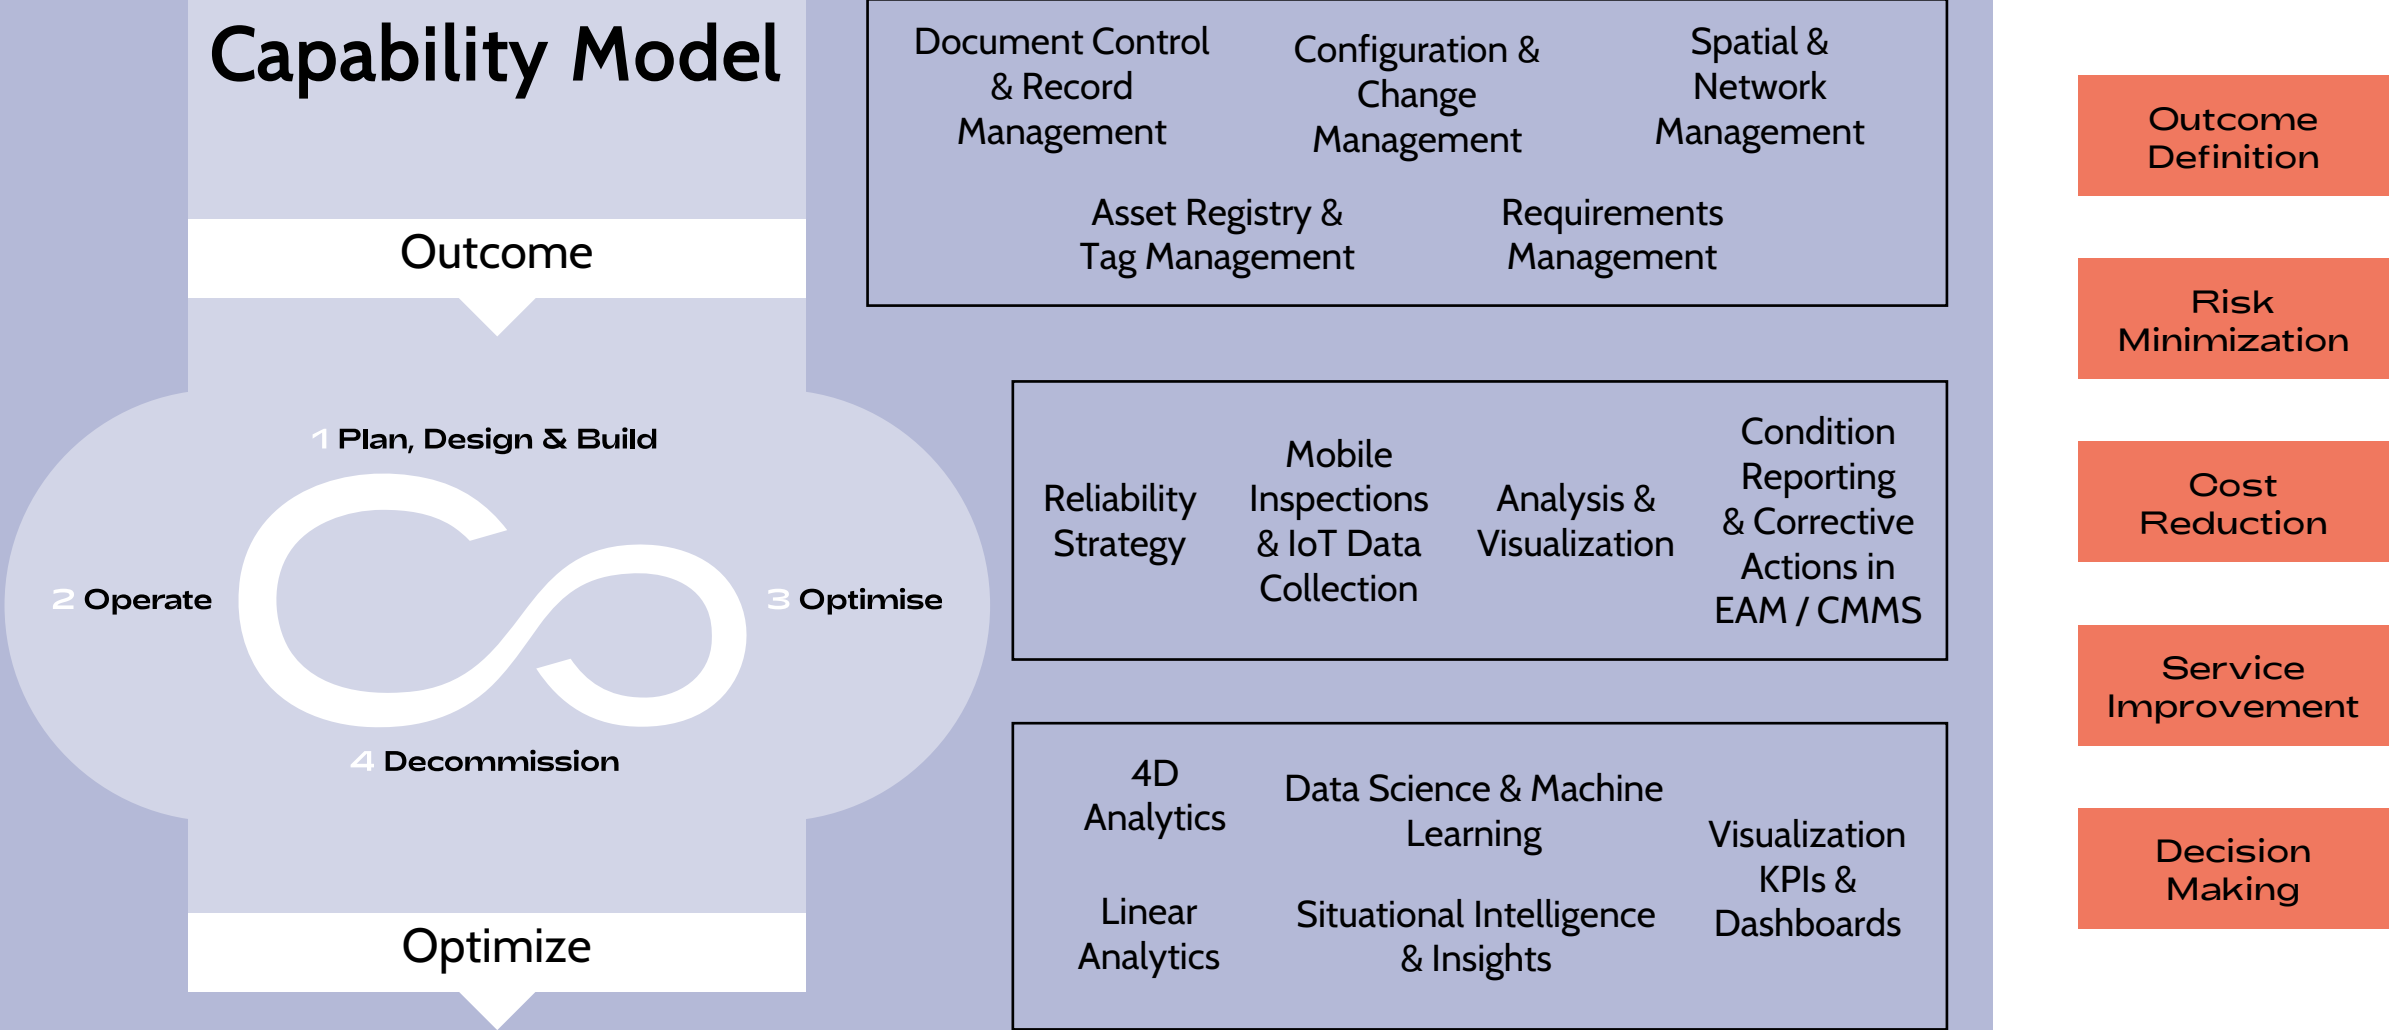 Capability Model
Outcome
1 Plan, Design & Build
2 Operate
3 Optimise
4 Decommission
Optimize
Document Control
& Record
Management
Configuration &
Change
Management
Spatial &
Network
Management
Asset Registry &
Tag Management
Requirements
Management
Reliability
Strategy
Mobile
Inspections
& IoT Data
Collection
Analysis &
Visualization
Condition
Reporting
& Corrective
Actions in
EAM / CMMS
4D
Analytics
Data Science & Machine
Learning
Linear
Analytics
Situational Intelligence
& Insights
Visualization
KPIs &
Dashboards
Outcome
Definition
Risk
Minimization
Cost
Reduction
Service
Improvement
Decision
Making